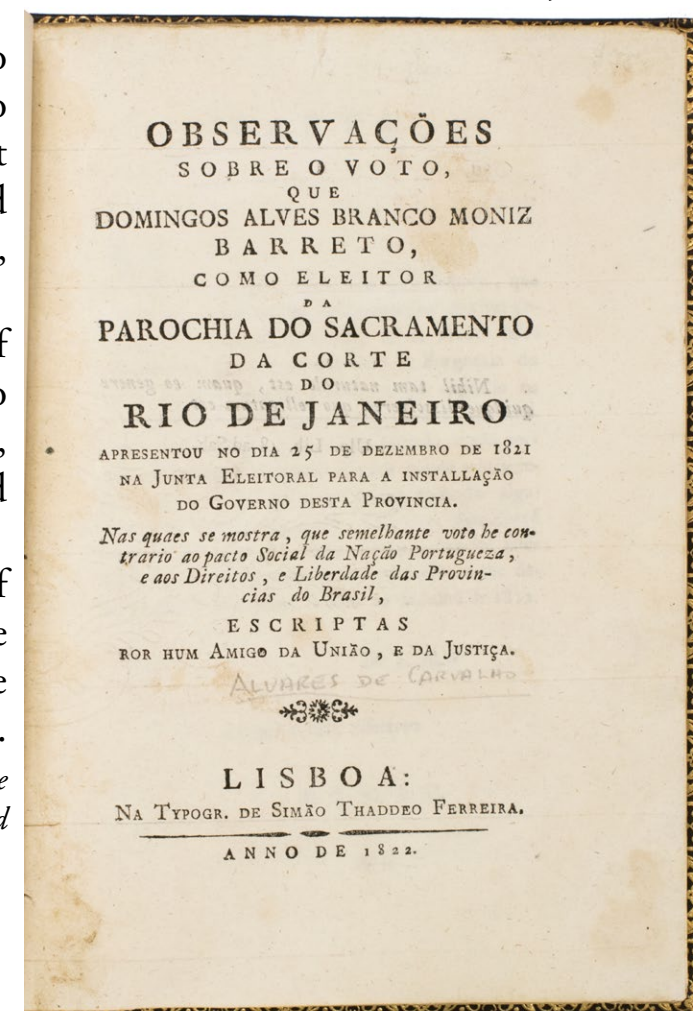 OBSERVAÇÕES
SOBRE O VOTO,
QUE
DOMINGOS ALVES BRANCO MONIZ
BARRETO,
COMO ELEITOR
DA
PAROCHIA DO SACRAMENTO
DA CORTE
DO
RIO DE JANEIRO
APRESENTOU NO DIA 25 DE DEZEMBRO DE 1821
NA JUNTA ELEITORAL PARA A INSTALLAÇÃO
DO GOVERNO DESTA PROVINCIA.
Nas quaes se mostra, que semelhante voto he con-
trario ao pacto Social da Nação Portugueza,
e aos Direitos, e Liberdade das Provin-
cias do Brasil,
ESCRIPTAS
POR HUM AMIGO DA UNIÃO, E DA JUSTIÇA.
ALVARES DE CARVALHO
LISBOA:
NA TYPOGR. DE SIMÃO THADDEO FERREIRA.
ANNO DE 1822.